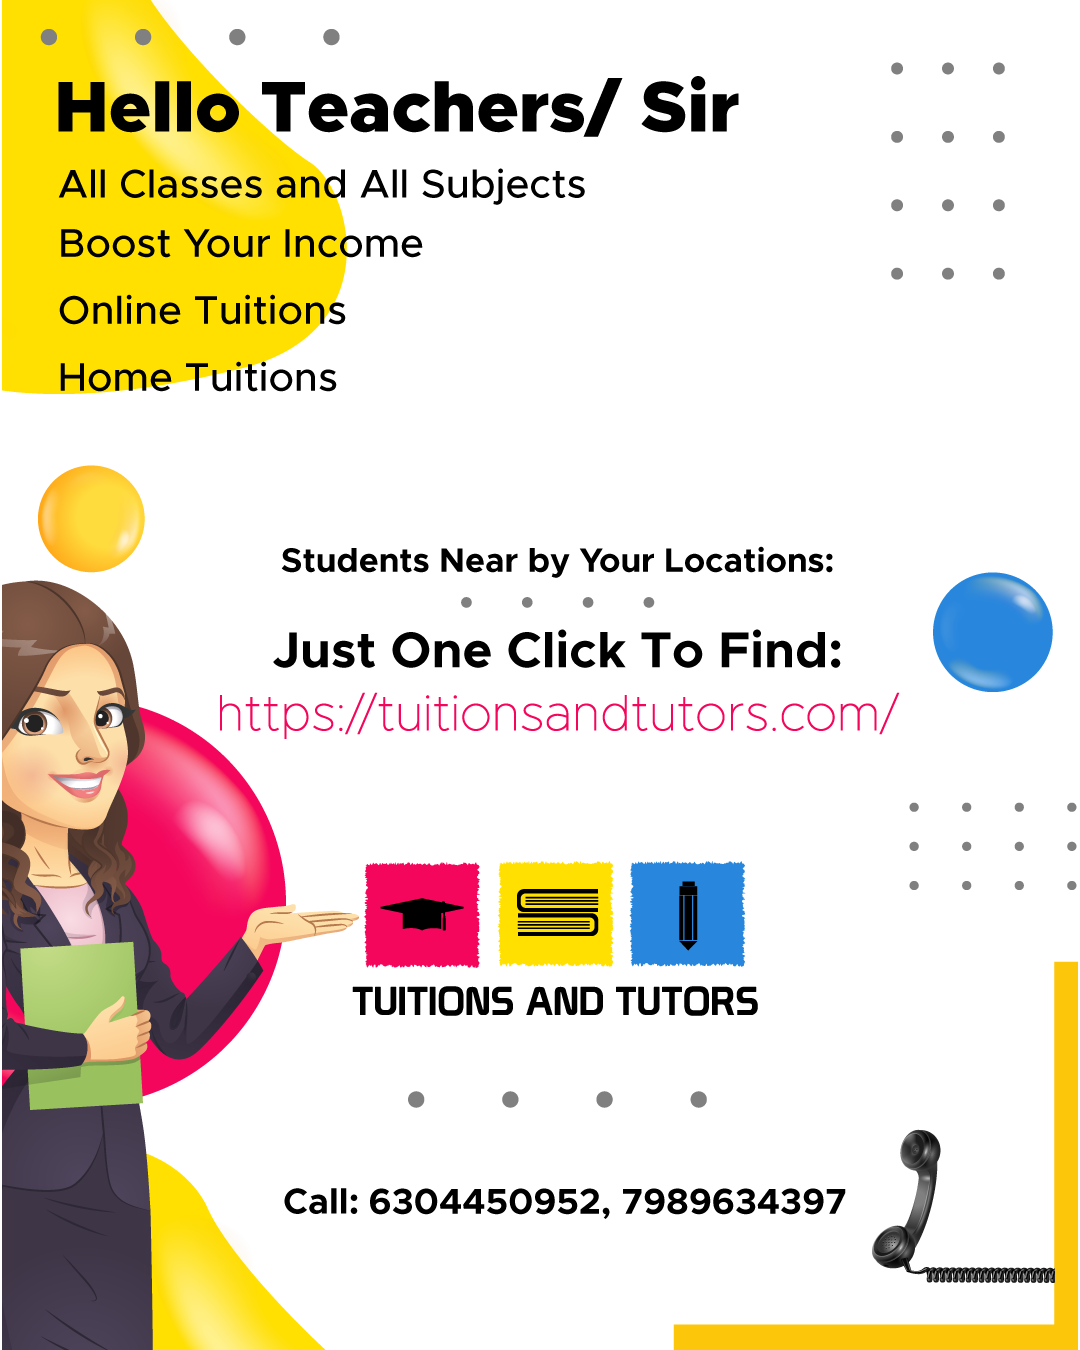 Hello Teachers/ Sir
All Classes and All Subjects
Boost Your Income
Online Tuitions
Home Tuitions
Students Near by Your Locations:
Just One Click To Find:
https://tuitionsandtutors.com/
TUITIONS AND TUTORS
Call: 6304450952, 7989634397